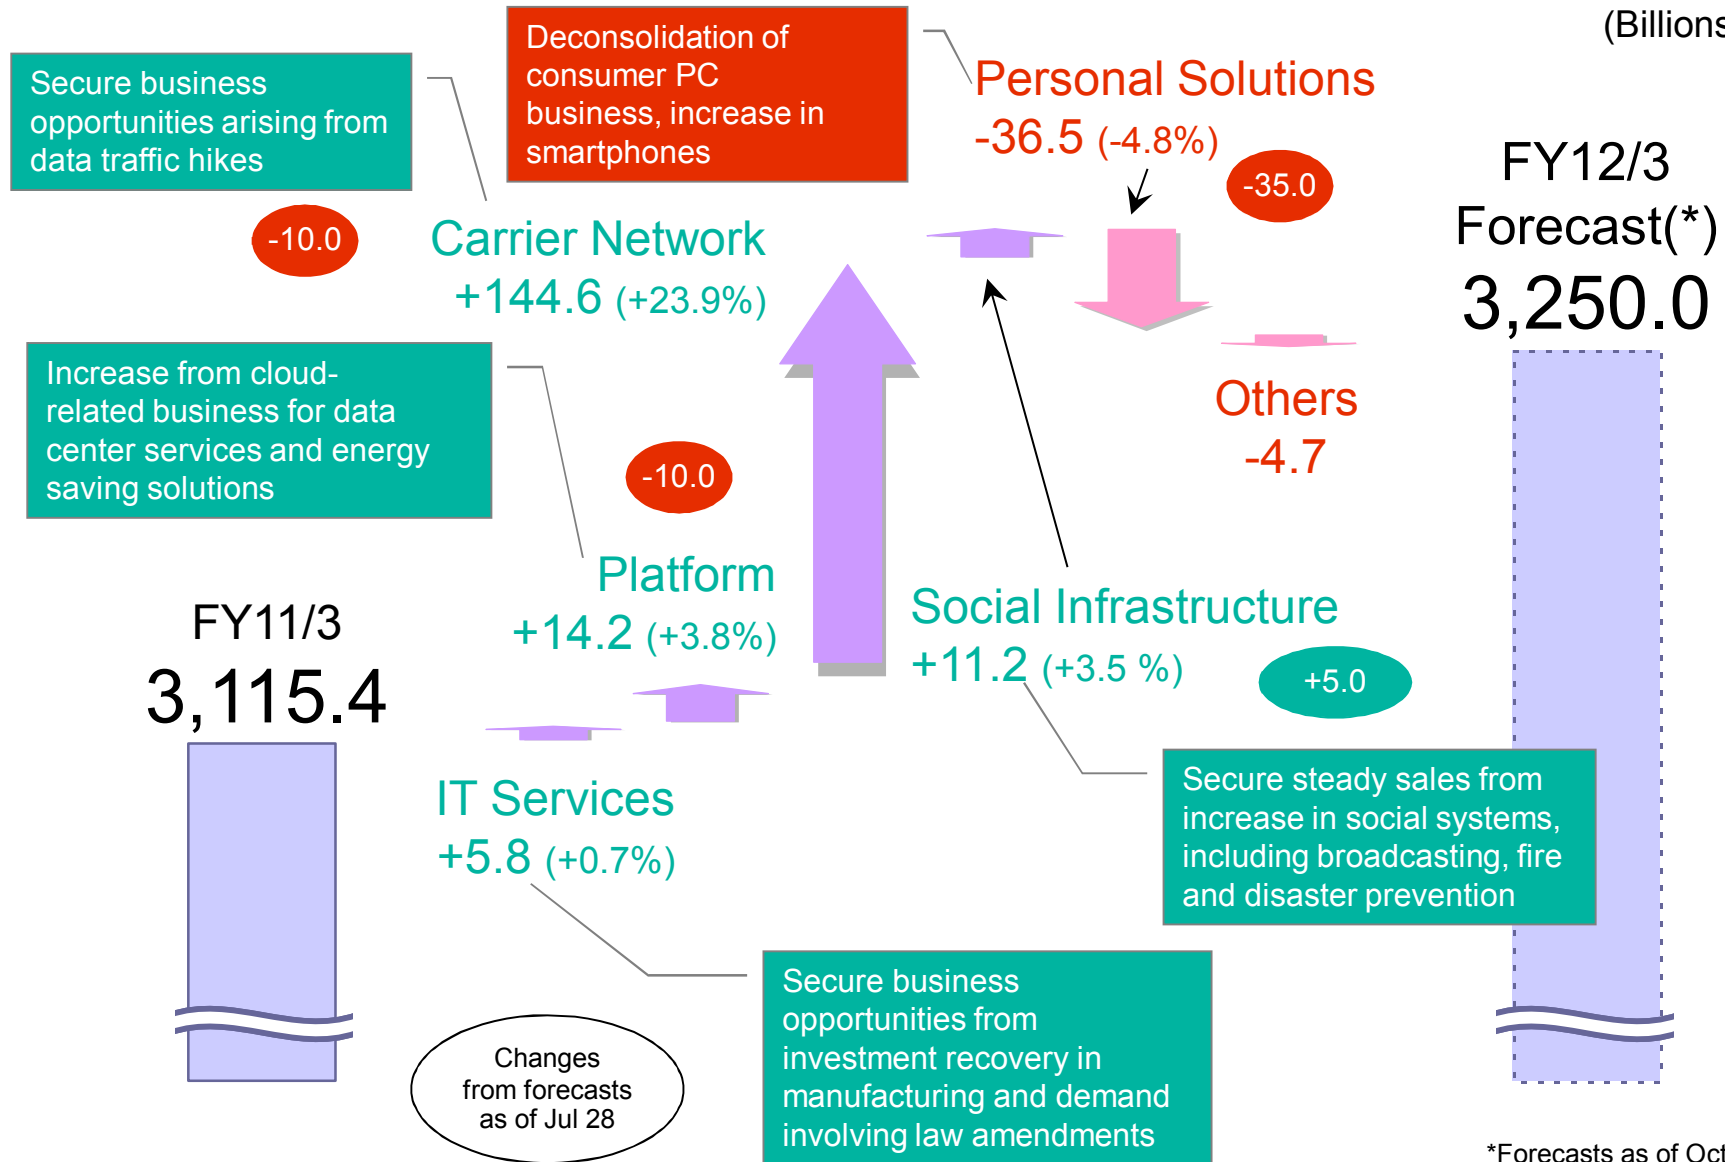 (Billions
Deconsolidation of
consumer PC
business, increase in
smartphones
Personal Solutions
-36.5 (-4.8%)
-35.0
Secure business
opportunities arising from
data traffic hikes
-10.0
Carrier Network
+144.6 (+23.9%)
FY12/3
Forecast(*)
3,250.0
Increase from cloud-
related business for data
center services and energy
saving solutions
-10.0
Others
-4.7
Platform
+14.2 (+3.8%)
FY11/3
3,115.4
Social Infrastructure
+11.2 (+3.5 %)
+5.0
IT Services
+5.8 (+0.7%)
Secure steady sales from
increase in social systems,
including broadcasting, fire
and disaster prevention
Secure business
opportunities from
investment recovery in
manufacturing and demand
involving law amendments
Changes
from forecasts
as of Jul 28
*Forecasts as of Oct